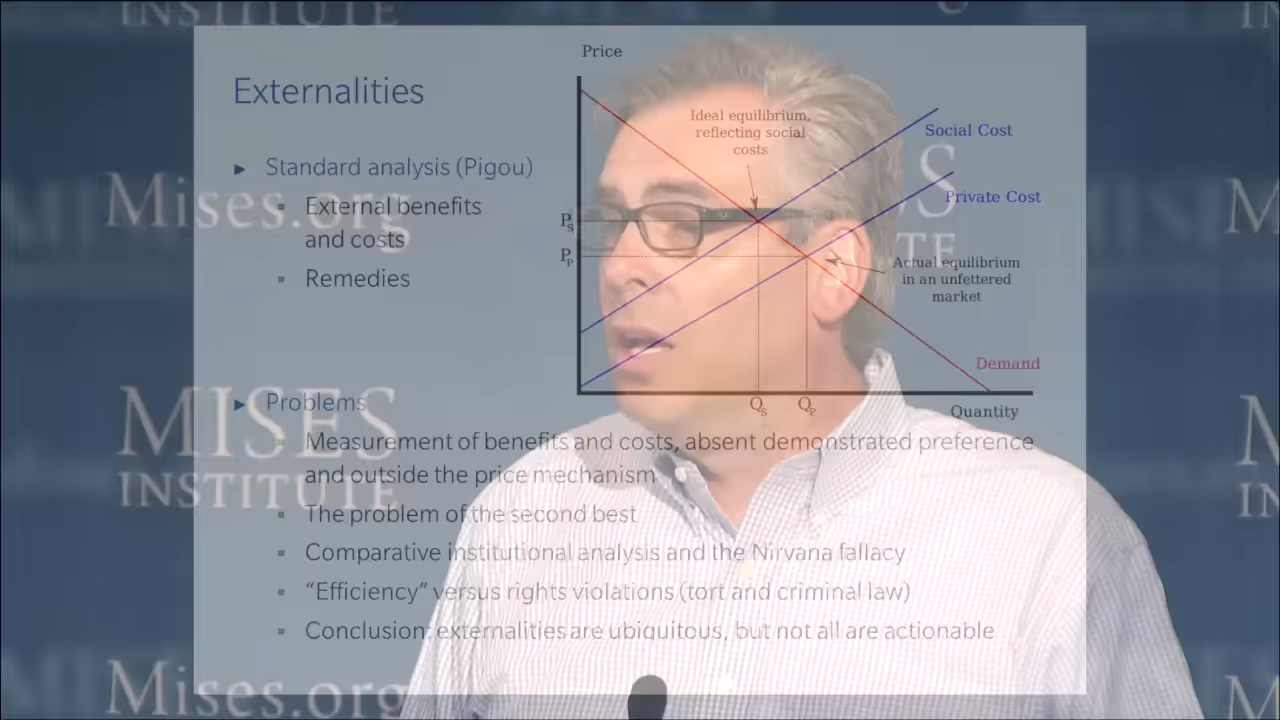 INSTITUTE
Externalities
► Standard analysis (Pigou)
▪ External benefits
and costs
▪ Remedies
Price
Ideal equilibrium,
reflecting social
costs
Social Cost
Private Cost
Actual equilibrium
in an unfettered
market
Demand
Quantity
PS
PP
QS
QP
► Problems
▪ Measurement of benefits and costs, absent demonstrated preference
and outside the price mechanism
▪ The problem of the second best
▪ Comparative institutional analysis and the Nirvana fallacy
▪ “Efficiency” versus rights violations (tort and criminal law)
▪ Conclusion: externalities are ubiquitous, but not all are actionable
Mises.org
MISES
INSTITUTE
Mises.org